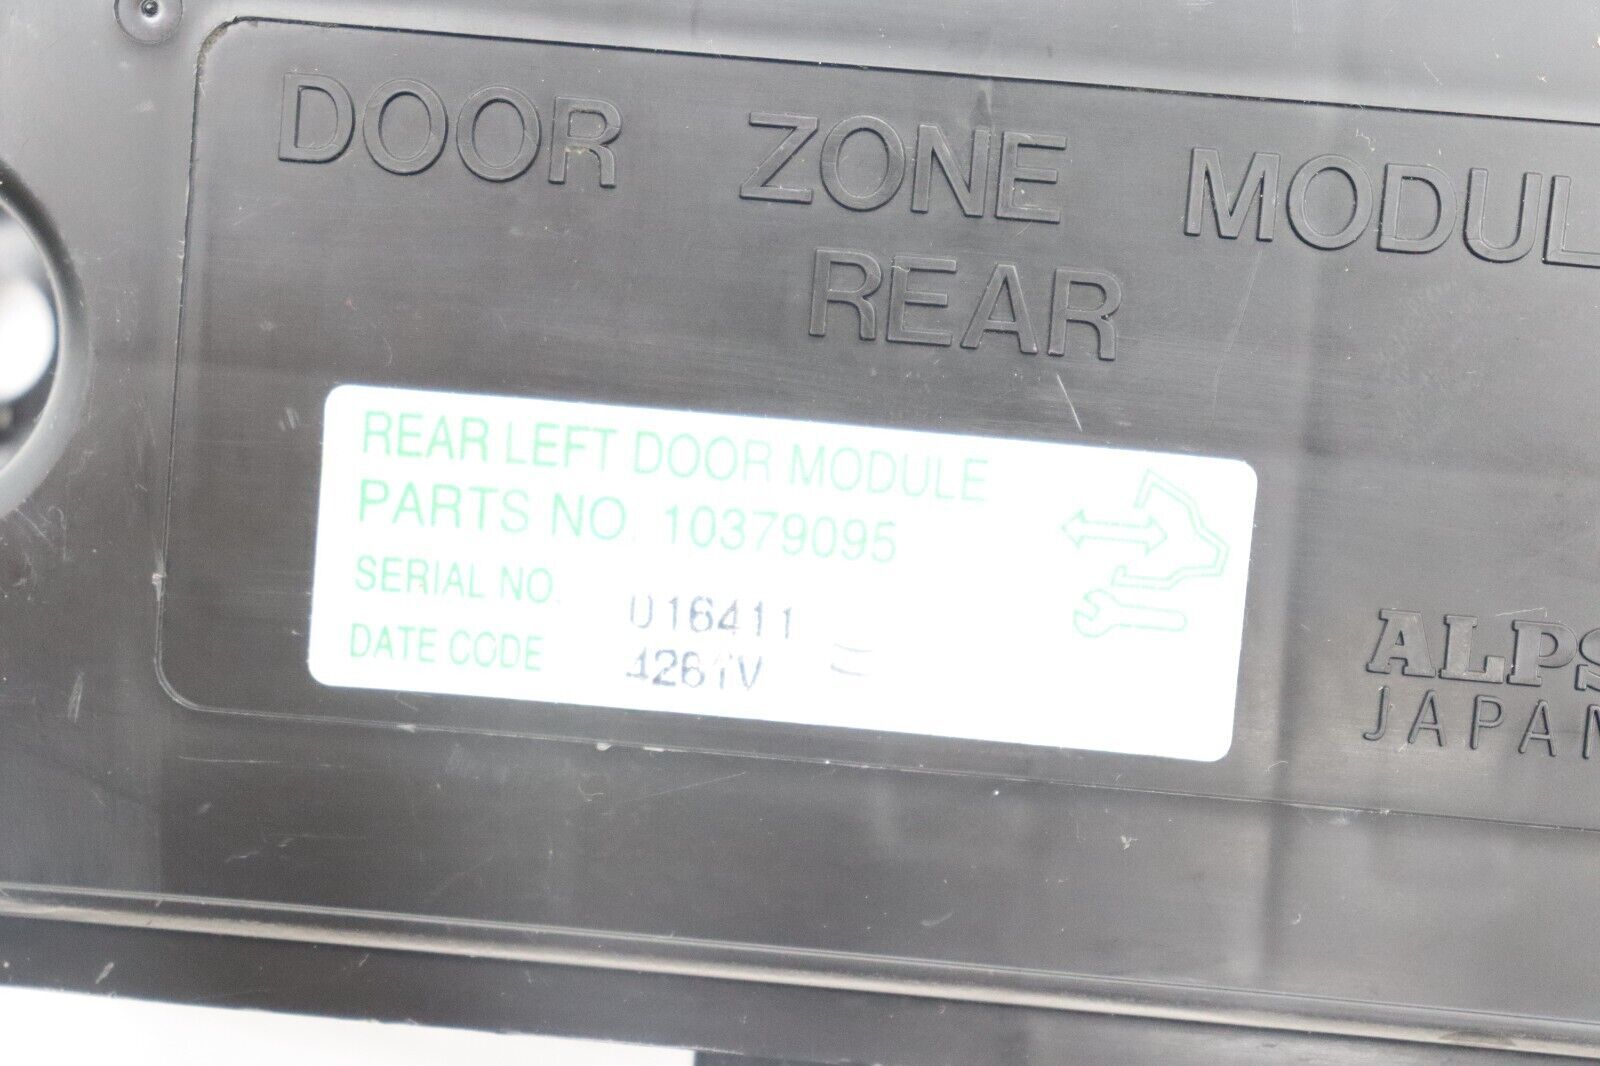 DOOR ZONE MODUL
REAR
REAR LEFT DOOR MODULE
PARTS NO. 10379095
SERIAL NO. 016411
DATE CODE
ALPS
JAPAN